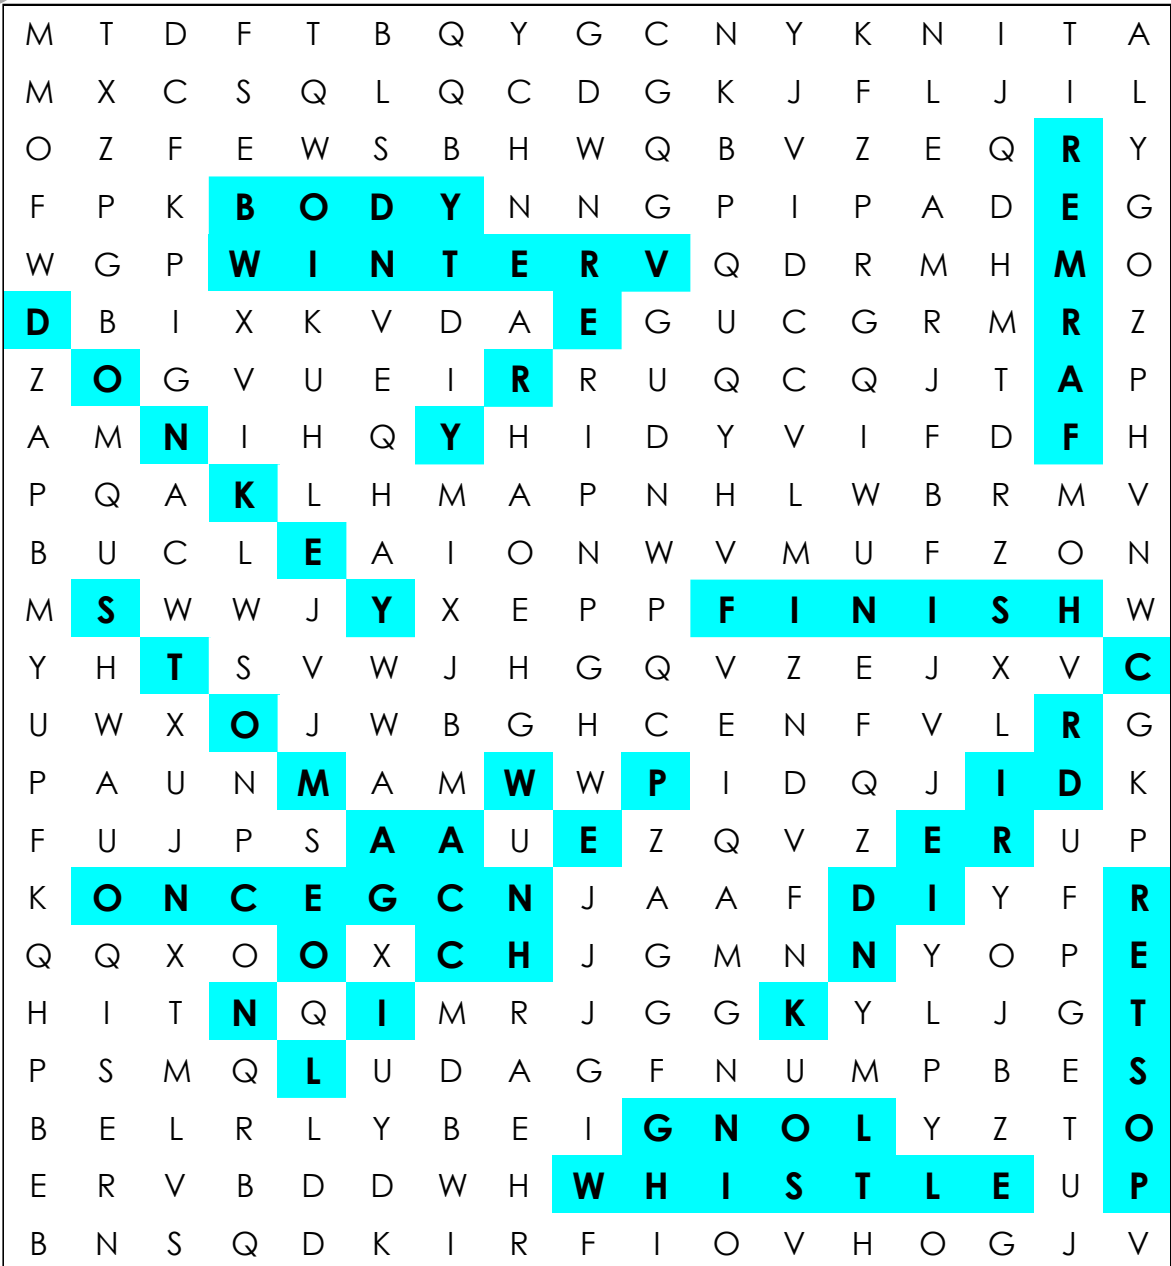 M T D F T B Q Y G C N Y K N I T A
M X C S Q L Q C D G K J F L J I L
O Z F E W S B H W Q B V Z E Q R Y
F P K B O D Y N N G P I P A D E G
W G P W I N T E R V Q D R M H M O
D B I X K V D A E G U C G R M R Z
Z O G V U E I R R U Q C Q J T A P
A M N I H Q Y H I D Y V I F D F H
P Q A K L H M A P N H L W B R M V
B U C L E A I O N W V M U F Z O N
M S W W J Y X E P P F I N I S H W
Y H T S V W J H G Q V Z E J X V C
U W X O J W B G H C E N F V L R G
P A U N M A M W W P I D Q J I D K
F U J P S A A U E Z Q V Z E R U P
K O N C E G C N J A A F D I Y F R
Q Q X O O X C H J G M N N Y O P E
H I T N Q I M R J G G K Y L J G T
P S M Q L U D A G F N U M P B E S
B E L R L Y B E I G N O L Y Z T O
E R V B D D W H W H I S T L E U P
B N S Q D K I R F I O V H O G J V